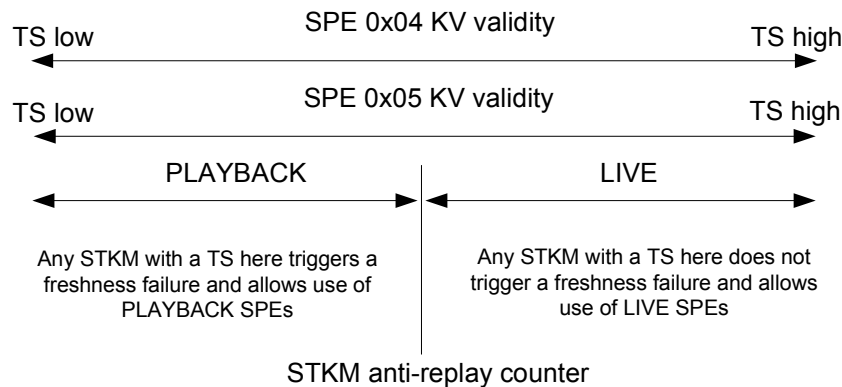 SPE 0x04 KV validity
TS low
TS high
SPE 0x05 KV validity
TS low
TS high
PLAYBACK
LIVE
Any STKM with a TS here triggers a
freshness failure and allows use of
PLAYBACK SPEs
Any STKM with a TS here does not
trigger a freshness failure and allows
use of LIVE SPEs
STKM anti-replay counter